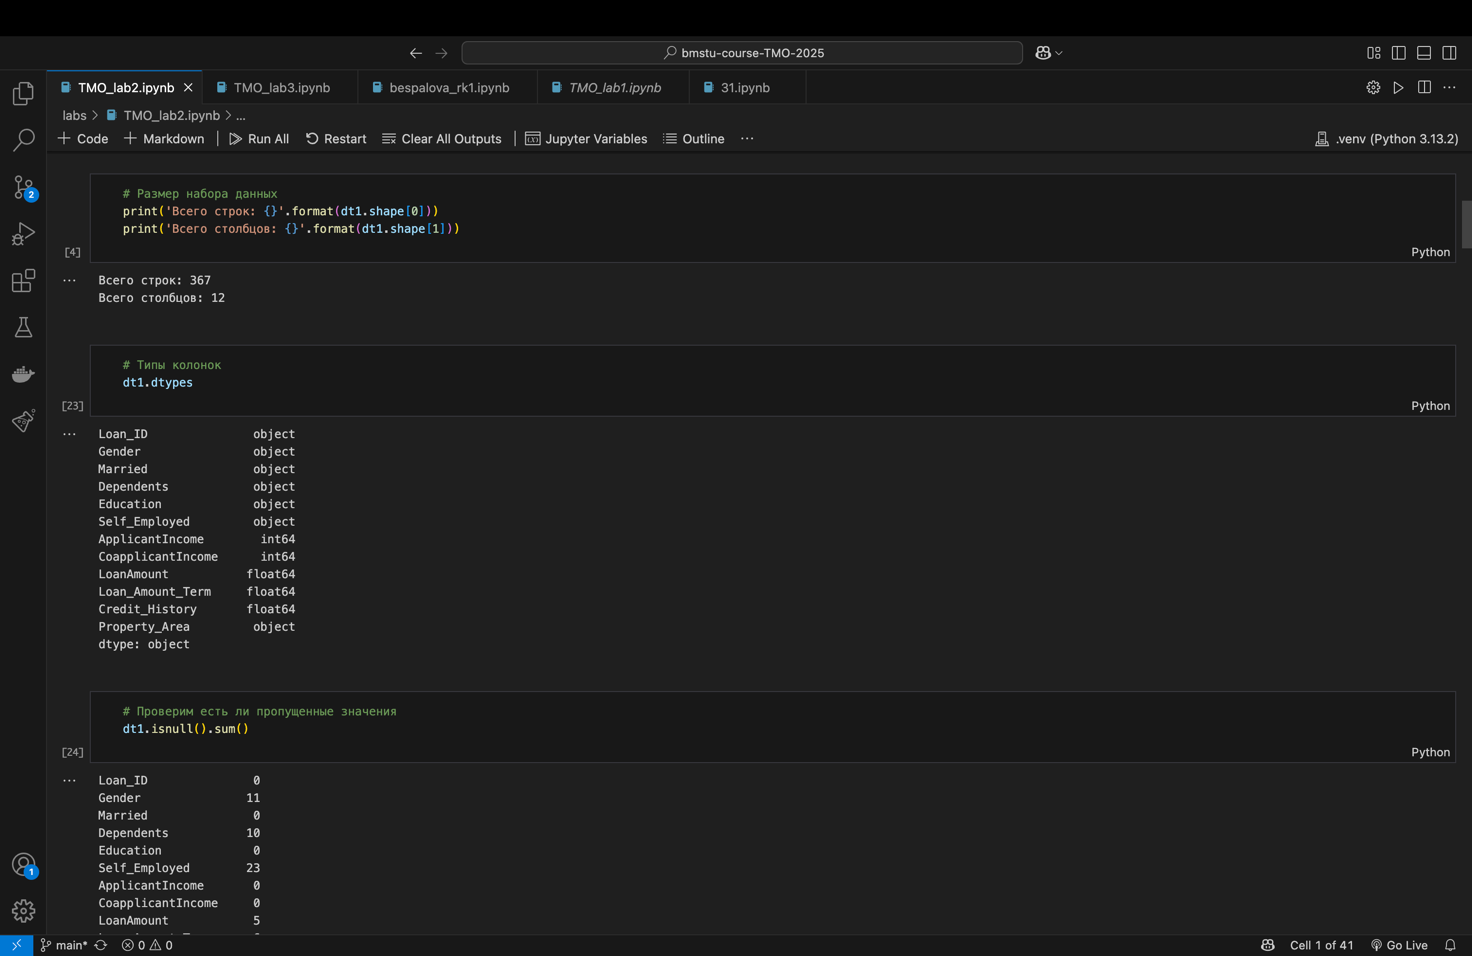 bmstu-course-TMO-2025
TMO_lab2.ipynb
TMO_lab3.ipynb
bespalova_rk1.ipynb
TMO_lab1.ipynb
31.ipynb
labs > TMO_lab2.ipynb > ...
+ Code + Markdown Run All Restart Clear All Outputs Jupyter Variables Outline ... .venv (Python 3.13.2)
2
# Размер набора данных
print('Всего строк: {}'.format(dt1.shape[0]))
print('Всего столбцов: {}'.format(dt1.shape[1]))
[4] Python
... Всего строк: 367
Всего столбцов: 12
# Типы колонок
dt1.dtypes
[23] Python
... Loan_ID object
Gender object
Married object
Dependents object
Education object
Self_Employed object
ApplicantIncome int64
CoapplicantIncome int64
LoanAmount float64
Loan_Amount_Term float64
Credit_History float64
Property_Area object
dtype: object
# Проверим есть ли пропущенные значения
dt1.isnull().sum()
[24] Python
... Loan_ID 0
Gender 11
Married 0
Dependents 10
Education 0
Self_Employed 23
ApplicantIncome 0
CoapplicantIncome 0
LoanAmount 5
1
main* 0 0 Cell 1 of 41 Go Live